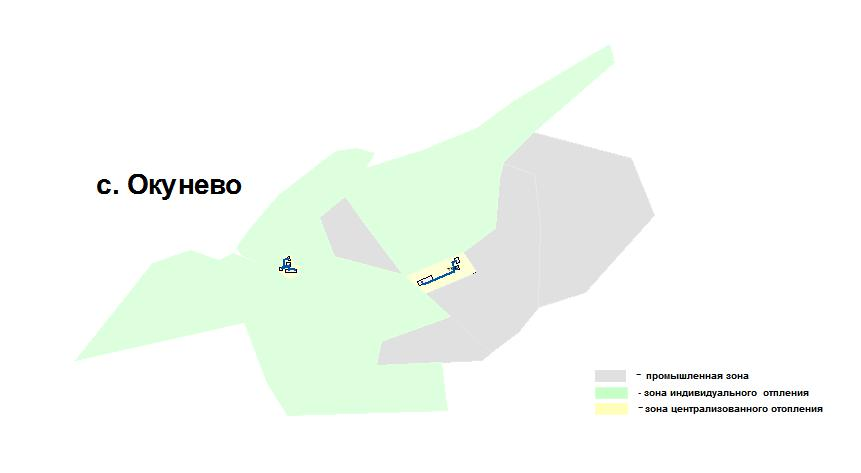 с. Окунево
– промышленная зона
- зона индивидуального отпления
– зона централизованного отопления